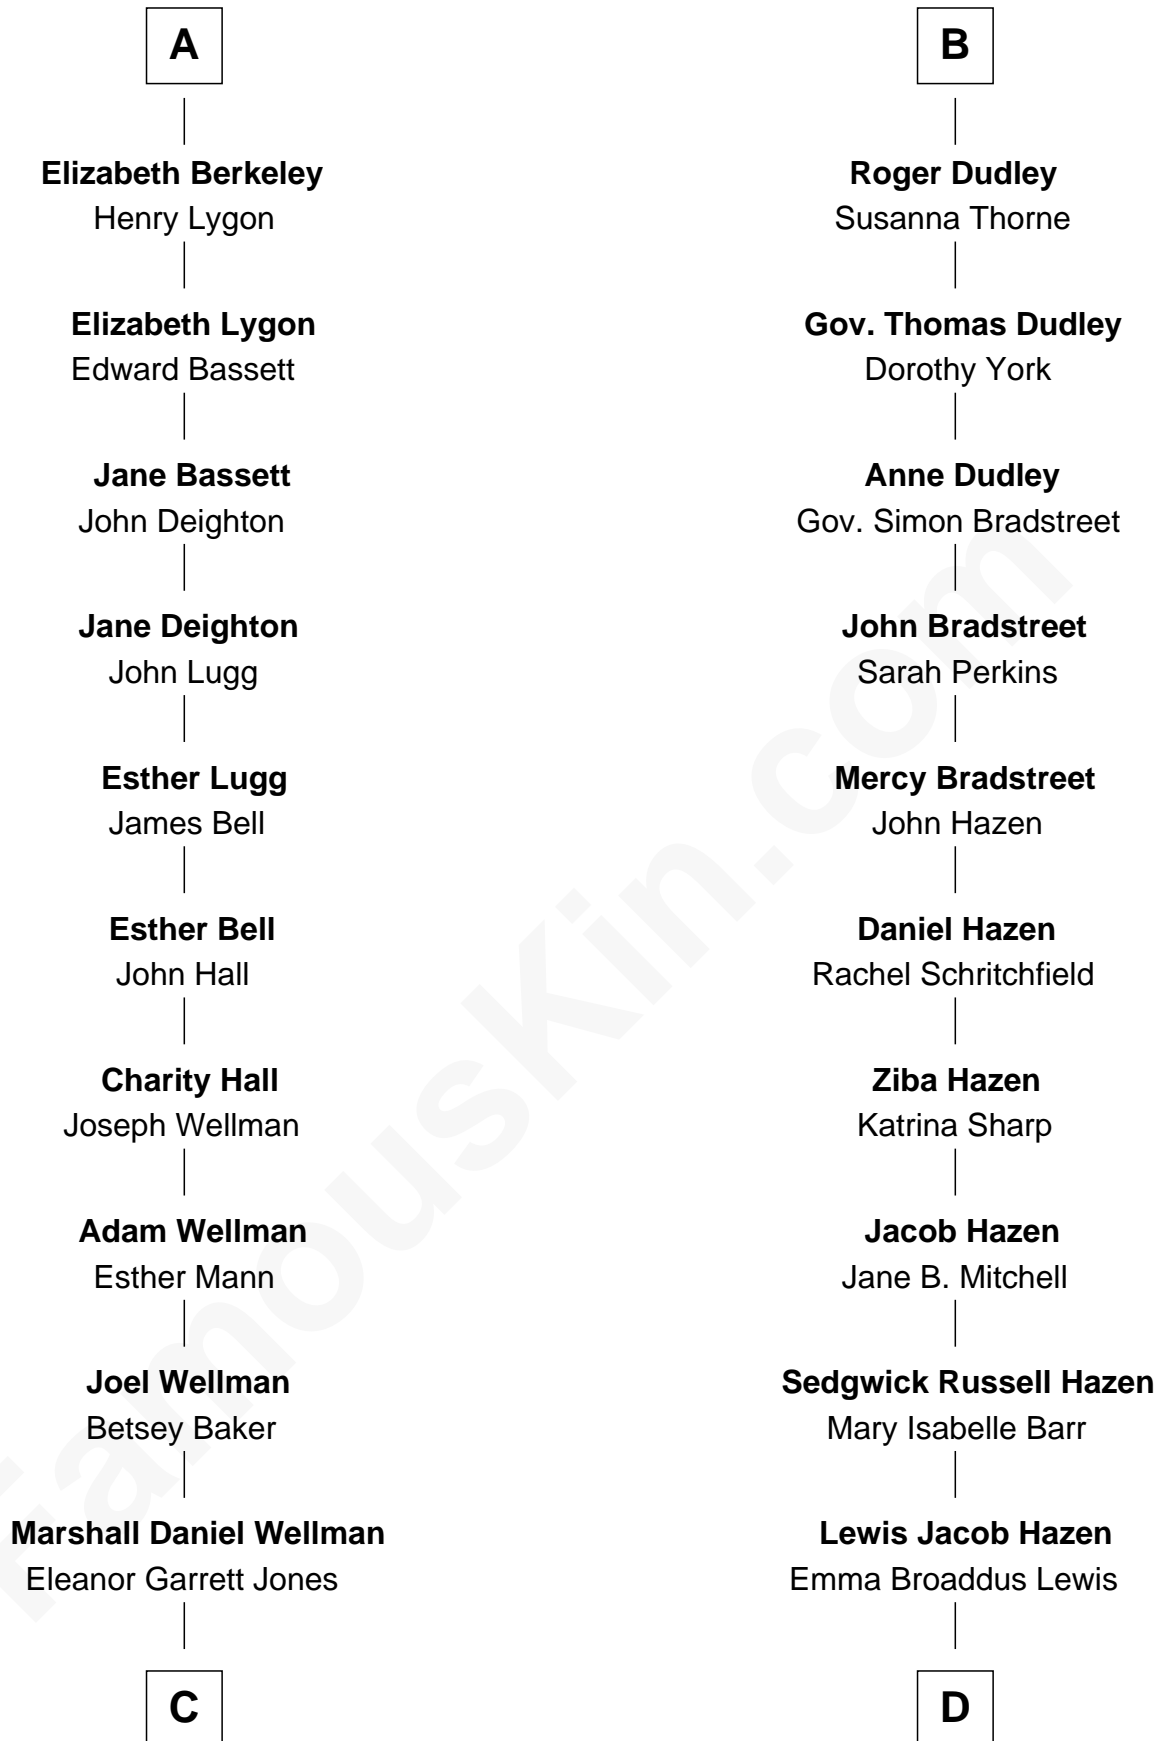 A
Elizabeth Berkeley
Henry Lygon
Elizabeth Lygon
Edward Bassett
Jane Bassett
John Deighton
Jane Deighton
John Lugg
Esther Lugg
James Bell
Esther Bell
John Hall
Charity Hall
Joseph Wellman
Adam Wellman
Esther Mann
Joel Wellman
Betsey Baker
Marshall Daniel Wellman
Eleanor Garrett Jones
C
B
Roger Dudley
Susanna Thorne
Gov. Thomas Dudley
Dorothy York
Anne Dudley
Gov. Simon Bradstreet
John Bradstreet
Sarah Perkins
Mercy Bradstreet
John Hazen
Daniel Hazen
Rachel Schritchfield
Ziba Hazen
Katrina Sharp
Jacob Hazen
Jane B. Mitchell
Sedgwick Russell Hazen
Mary Isabelle Barr
Lewis Jacob Hazen
Emma Broaddus Lewis
D
FamousKin.com